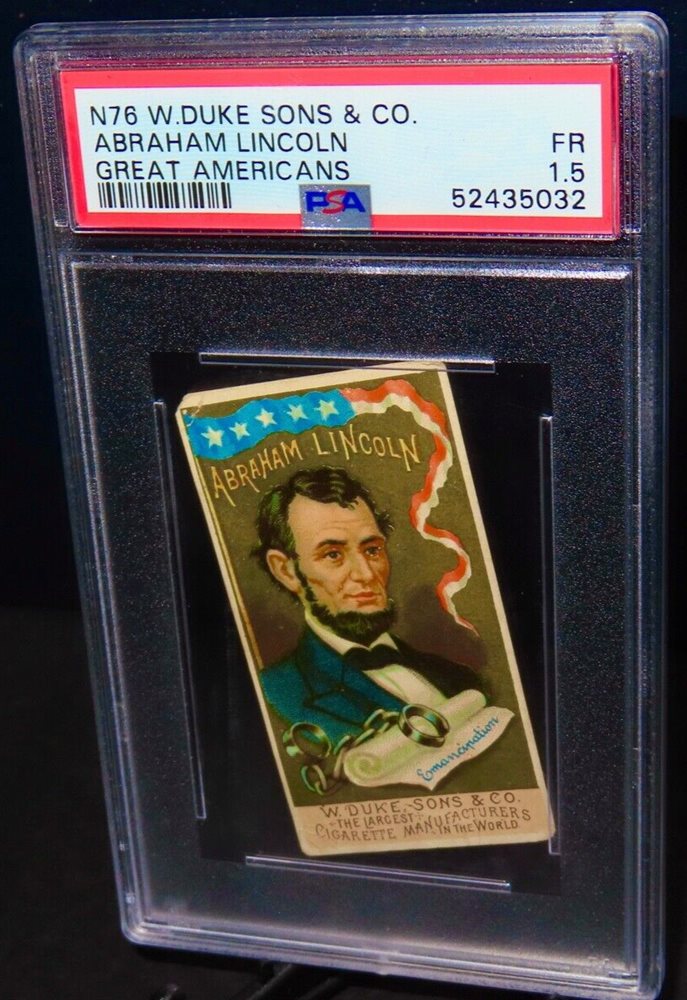 N76 W.DUKE SONS & CO.
ABRAHAM LINCOLN FR
GREAT AMERICANS 1.5
PSA 52435032
ABRAHAM LINCOLN
Emancipation
W. DUKE, SONS & CO.
THE LARGEST
CIGARETTE MANUFACTURERS
IN THE WORLD.